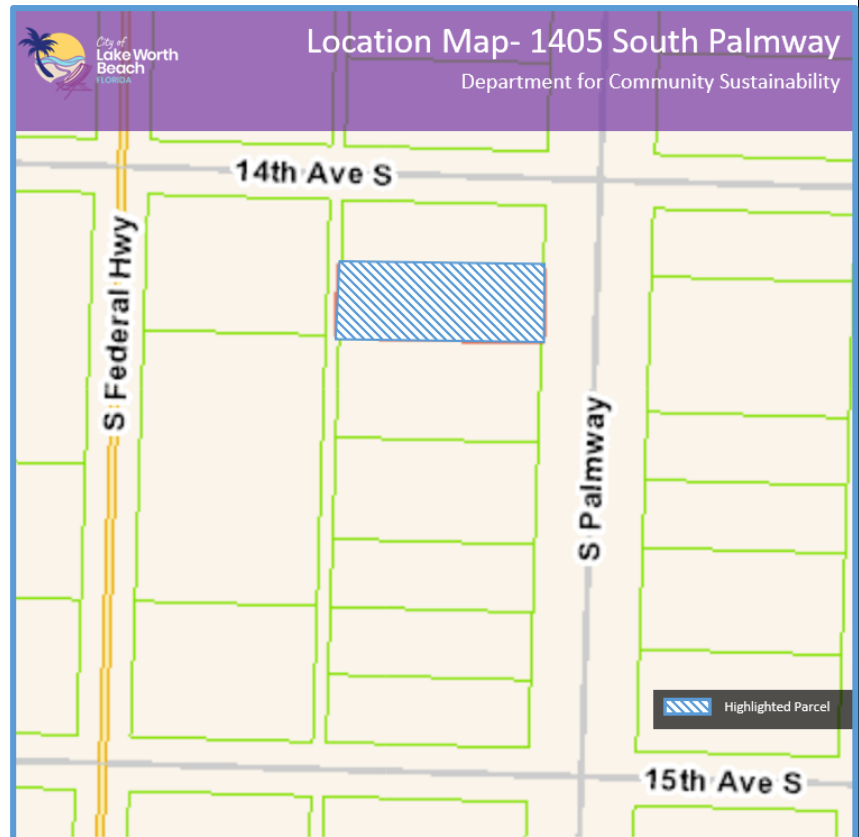 City of
Lake Worth
Beach
FLORIDA
Location Map- 1405 South Palmway
Department for Community Sustainability
14th Ave S
S Federal Hwy
S Palmway
Highlighted Parcel
15th Ave S